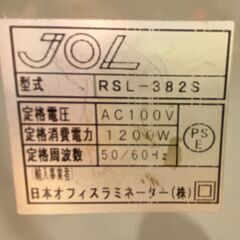 JOL
型式 RSL-382S
定格電圧 AC100V
定格消費電力 1200W
定格周波数 50/60Hz
PSE
(輸入事業者)
日本オフィスラミネーター(株)